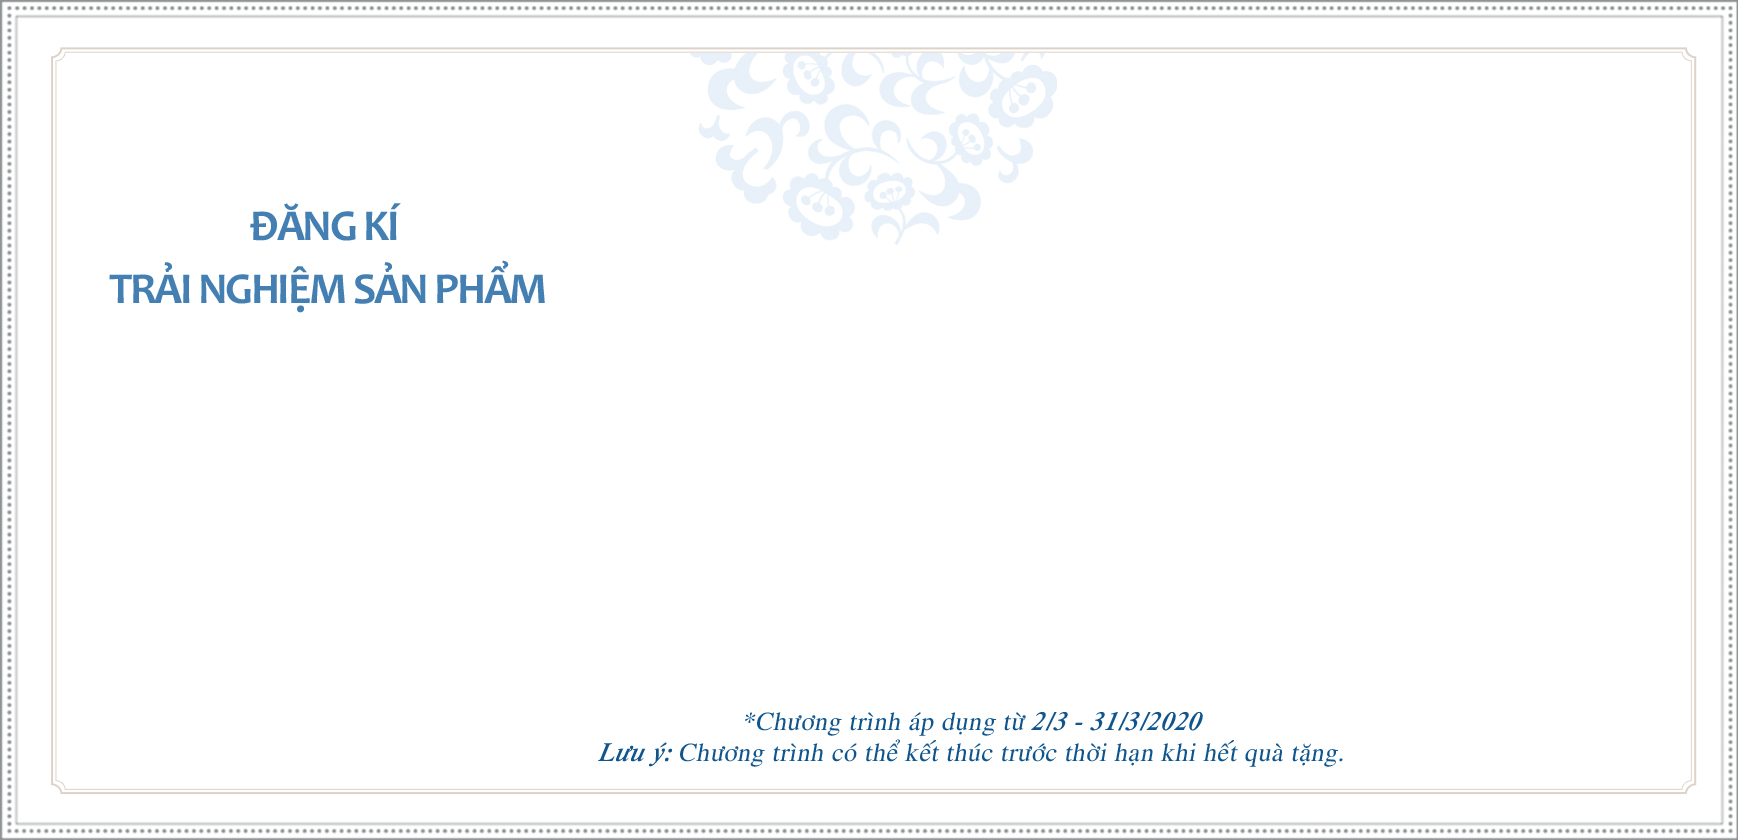 ĐĂNG KÍ
TRẢI NGHIỆM SẢN PHẨM
*Chương trình áp dụng từ 2/3 - 31/3/2020
Lưu ý: Chương trình có thể kết thúc trước thời hạn khi hết quà tặng.